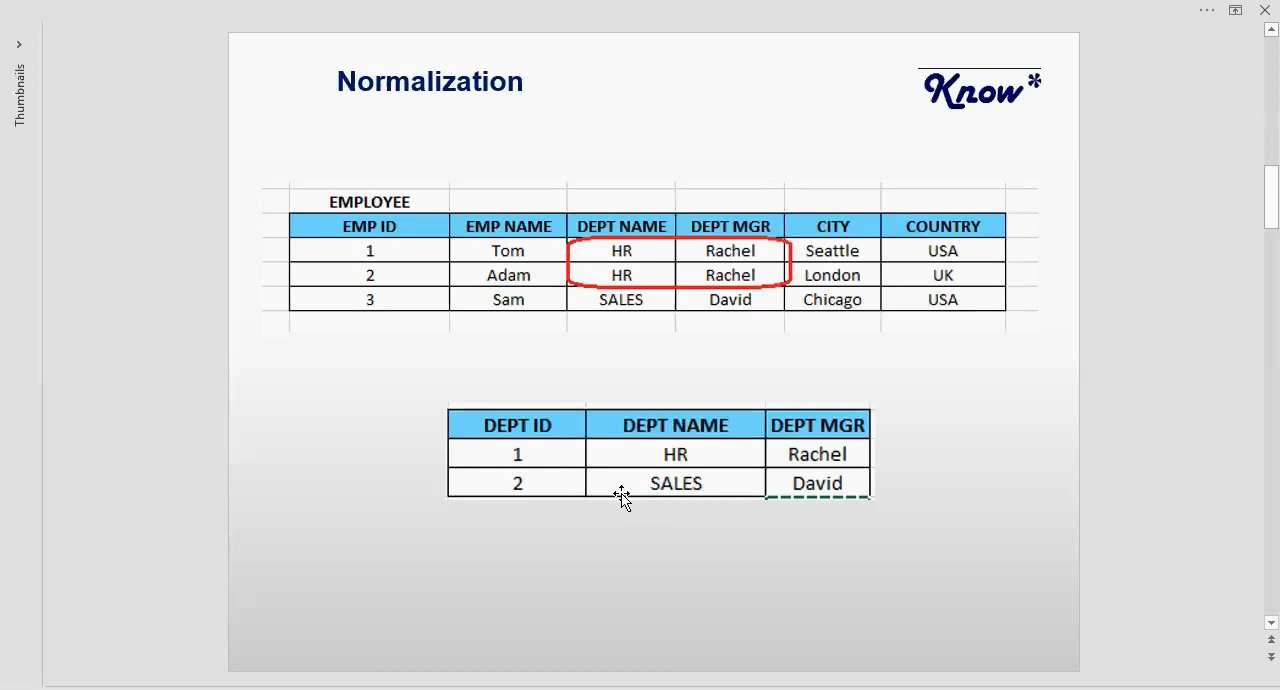 Thumbnails
Normalization
Know*
EMPLOYEE
EMP ID EMP NAME DEPT NAME DEPT MGR CITY COUNTRY
1 Tom HR Rachel Seattle USA
2 Adam HR Rachel London UK
3 Sam SALES David Chicago USA
DEPT ID DEPT NAME DEPT MGR
1 HR Rachel
2 SALES David